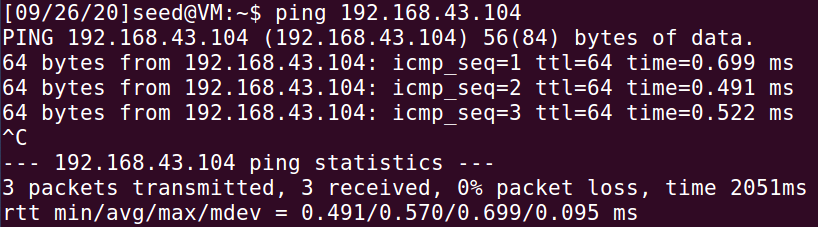 [09/26/20]seed@VM:~$ ping 192.168.43.104
PING 192.168.43.104 (192.168.43.104) 56(84) bytes of data.
64 bytes from 192.168.43.104: icmp_seq=1 ttl=64 time=0.699 ms
64 bytes from 192.168.43.104: icmp_seq=2 ttl=64 time=0.491 ms
64 bytes from 192.168.43.104: icmp_seq=3 ttl=64 time=0.522 ms
^C
--- 192.168.43.104 ping statistics ---
3 packets transmitted, 3 received, 0% packet loss, time 2051ms
rtt min/avg/max/mdev = 0.491/0.570/0.699/0.095 ms